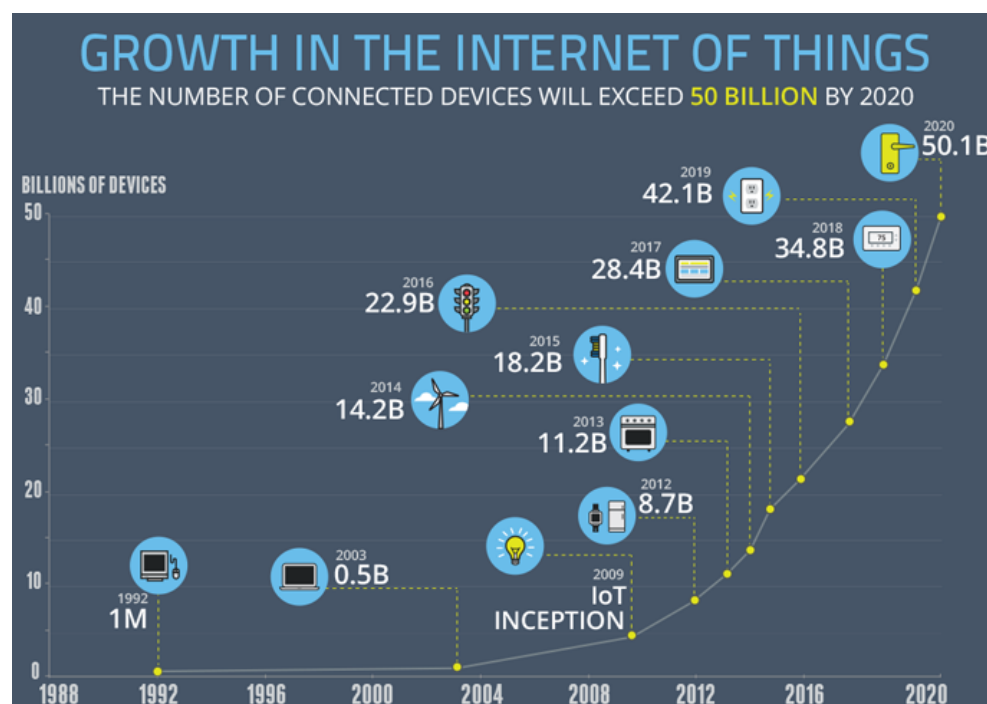 GROWTH IN THE INTERNET OF THINGS
THE NUMBER OF CONNECTED DEVICES WILL EXCEED 50 BILLION BY 2020
BILLIONS OF DEVICES
50
40
30
20
10
0
1988
1992
1996
2000
2004
2008
2012
2016
2020
1992
1M
2003
0.5B
2009
IoT
INCEPTION
2012
8.7B
2013
11.2B
2014
14.2B
2015
18.2B
2016
22.9B
2017
28.4B
2018
34.8B
75
2019
42.1B
2020
50.1B